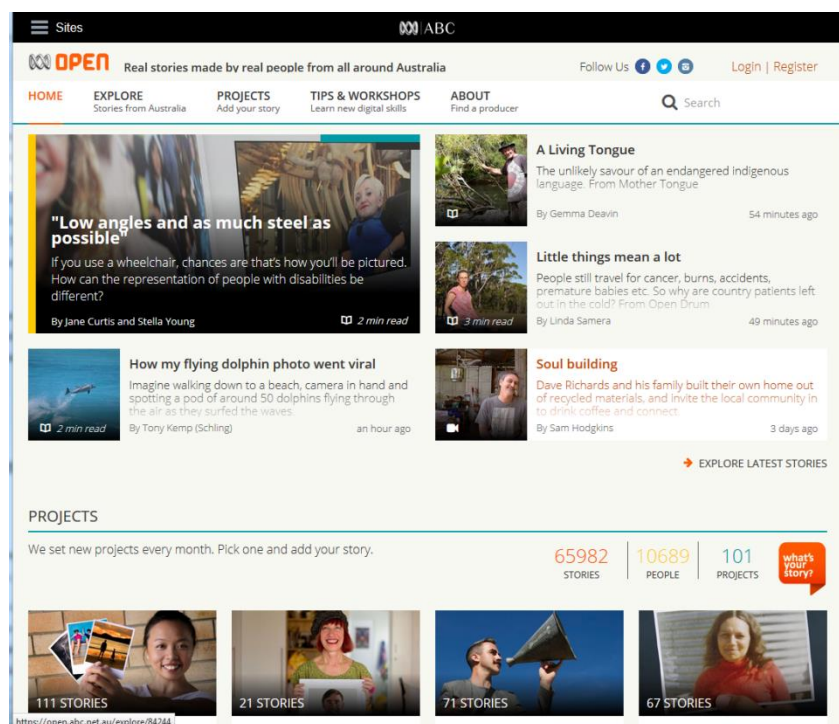 Sites
ABC
OPEN Real stories made by real people from all around Australia
Follow Us
Login | Register
HOME
EXPLORE
Stories from Australia
PROJECTS
Add your story
TIPS & WORKSHOPS
Learn new digital skills
ABOUT
Find a producer
Search
"Low angles and as much steel as
possible"
If you use a wheelchair, chances are that's how you'll be pictured.
How can the representation of people with disabilities be
different?
By Jane Curtis and Stella Young
2 min read
A Living Tongue
The unlikely savour of an endangered indigenous
language. From Mother Tongue
By Gemma Deavin
54 minutes ago
Little things mean a lot
People still travel for cancer, burns, accidents,
premature babies etc. So why are country patients left
out in the cold? From Open Drum
3 min read
By Linda Samera
49 minutes ago
How my flying dolphin photo went viral
Imagine walking down to a beach, camera in hand and
spotting a pod of around 50 dolphins flying through
the air as they surfed the waves.
2 min read
By Tony Kemp (Schling)
an hour ago
Soul building
Dave Richards and his family built their own home out
of recycled materials, and invite the local community in
to drink coffee and connect
By Sam Hodgkins
3 days ago
EXPLORE LATEST STORIES
PROJECTS
We set new projects every month. Pick one and add your story.
65982
STORIES
10689
PEOPLE
101
PROJECTS
what's
your
story?
111 STORIES
21 STORIES
71 STORIES
67 STORIES
https://open.abc.net.au/explore/84244